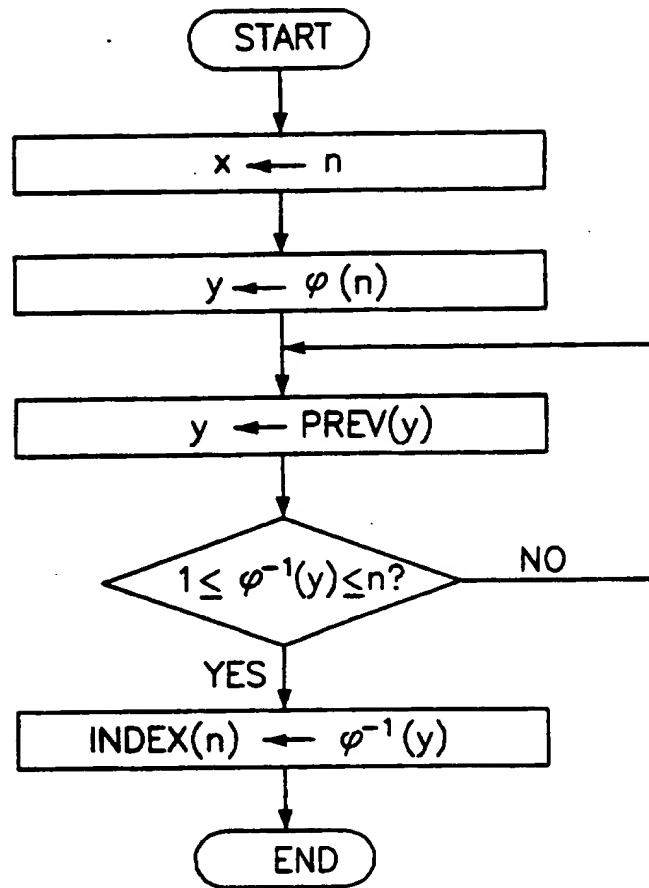 START
x ← n
y ← φ(n)
y ← PREV(y)
1 ≤ φ⁻¹(y) ≤ n?
NO
YES
INDEX(n) ← φ⁻¹(y)
END